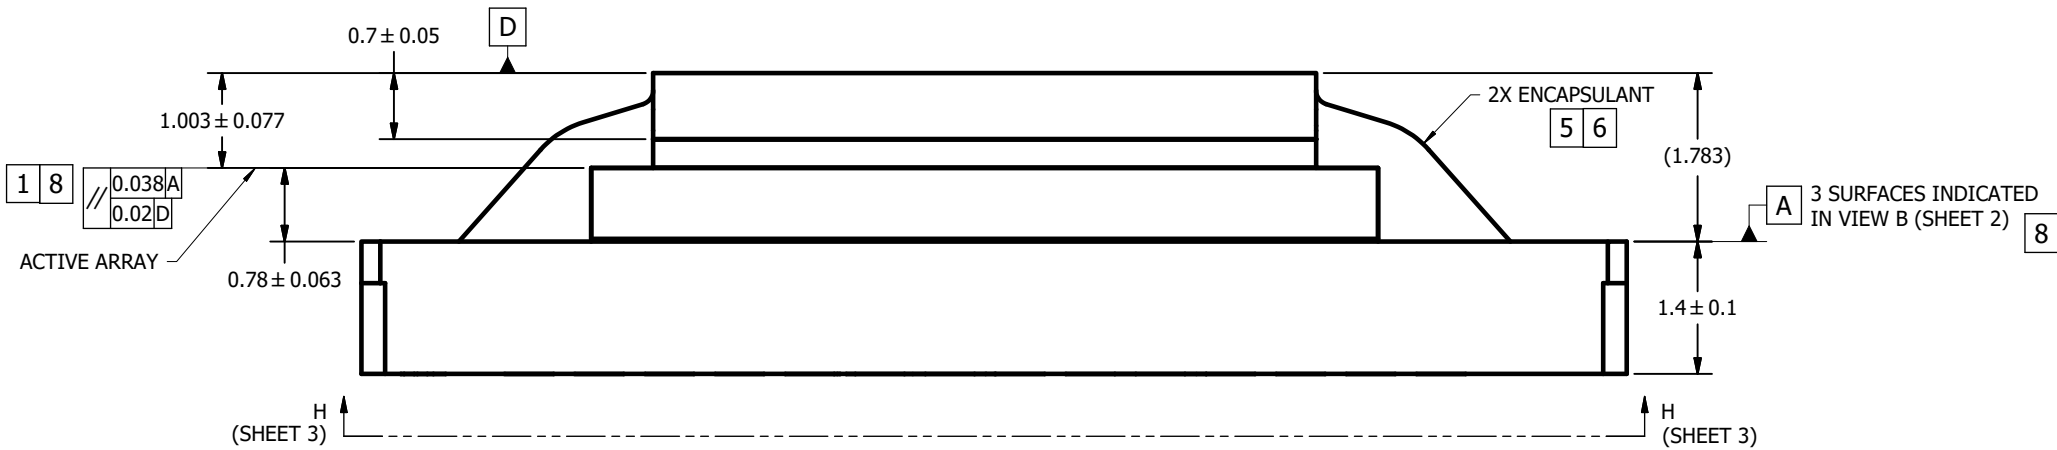 0.7 ± 0.05
D
1.003 ± 0.077
2X ENCAPSULANT
5 6
(1.783)
1 8
// 0.038 A
0.02 D
A
3 SURFACES INDICATED
IN VIEW B (SHEET 2)
8
ACTIVE ARRAY
0.78 ± 0.063
1.4 ± 0.1
H
(SHEET 3)
H
(SHEET 3)